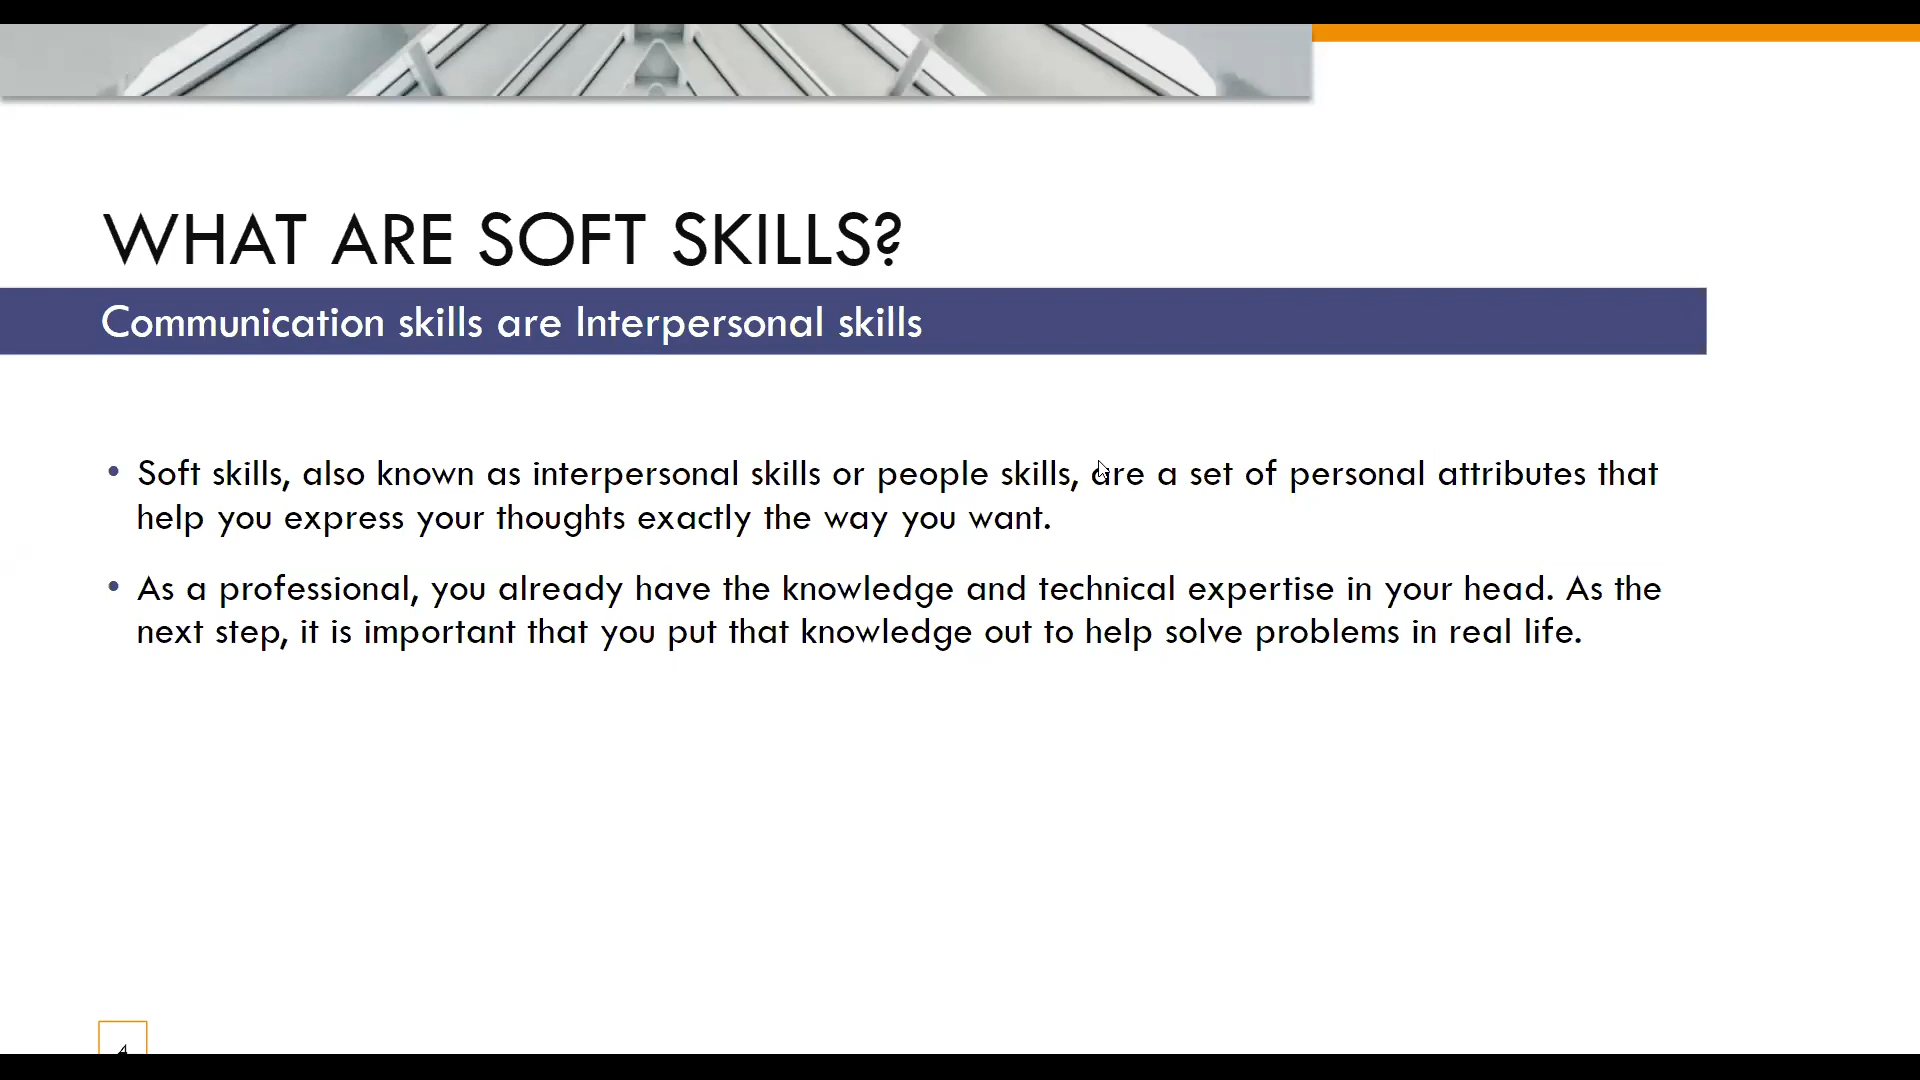 WHAT ARE SOFT SKILLS?
Communication skills are Interpersonal skills
• Soft skills, also known as interpersonal skills or people skills, are a set of personal attributes that
help you express your thoughts exactly the way you want.
• As a professional, you already have the knowledge and technical expertise in your head. As the
next step, it is important that you put that knowledge out to help solve problems in real life.
4